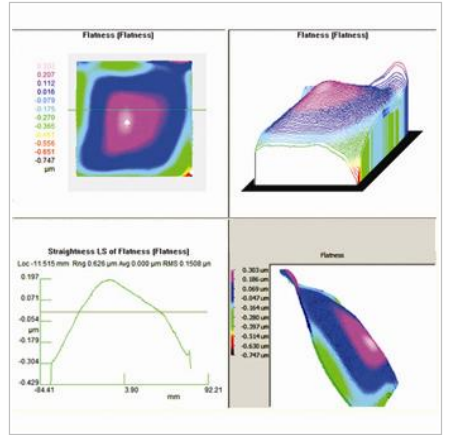 Flatness (Flatness)
0.303
0.207
0.112
0.016
-0.079
-0.175
-0.270
-0.365
-0.556
-0.651
-0.747
µm
Flatness (Flatness)
Straightness LS of Flatness (Flatness)
Loc -11.515 mm Rng 0.626 µm Avg 0.000 µm RMS 0.1508 µm
0.197
0.071
-0.054
µm
-0.179
-0.304
-0.429
-84.41
3.90
92.21
mm
Flatness
0.303 um
0.186 um
0.069 um
-0.047 um
-0.164 um
-0.280 um
-0.397 um
-0.514 um
-0.630 um
-0.747 um